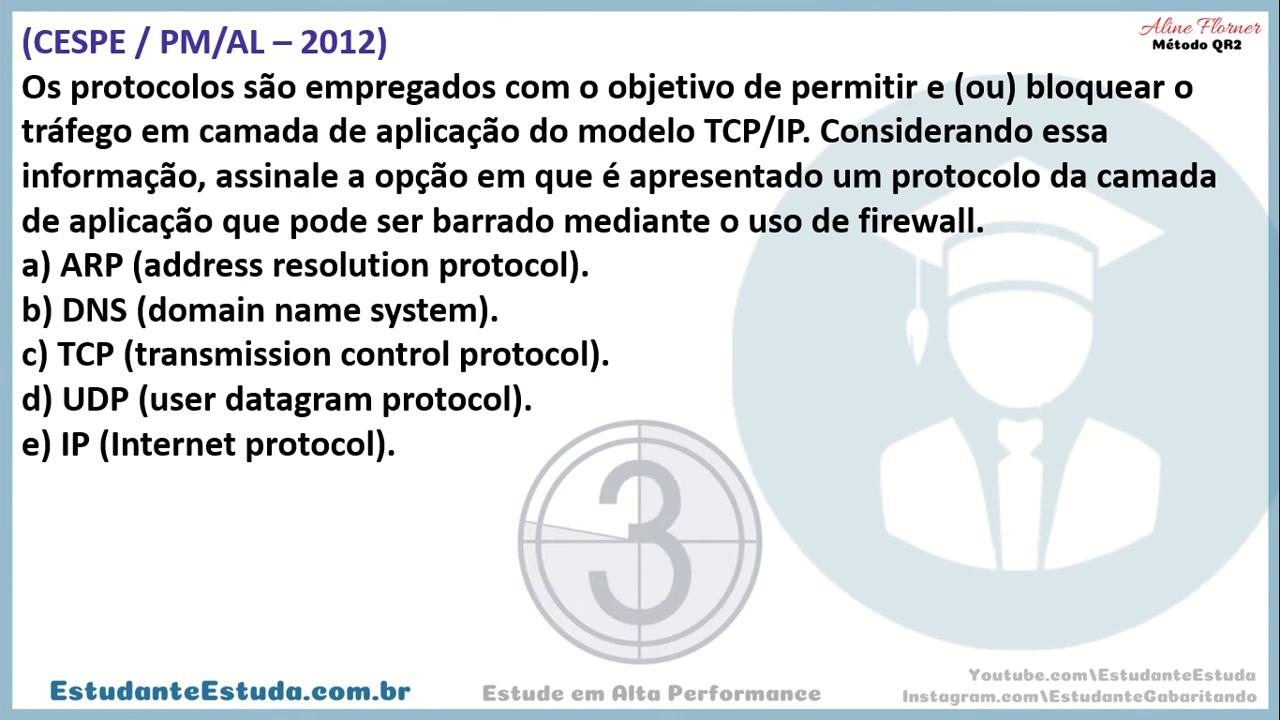 (CESPE / PM/AL – 2012)
Aline Florner
Método QR2
Os protocolos são empregados com o objetivo de permitir e (ou) bloquear o
tráfego em camada de aplicação do modelo TCP/IP. Considerando essa
informação, assinale a opção em que é apresentado um protocolo da camada
de aplicação que pode ser barrado mediante o uso de firewall.
a) ARP (address resolution protocol).
b) DNS (domain name system).
c) TCP (transmission control protocol).
d) UDP (user datagram protocol).
e) IP (Internet protocol).
3
EstudanteEstuda.com.br
Estude em Alta Performance
Youtube.com\EstudanteEstuda
Instagram.com\EstudanteGabaritando